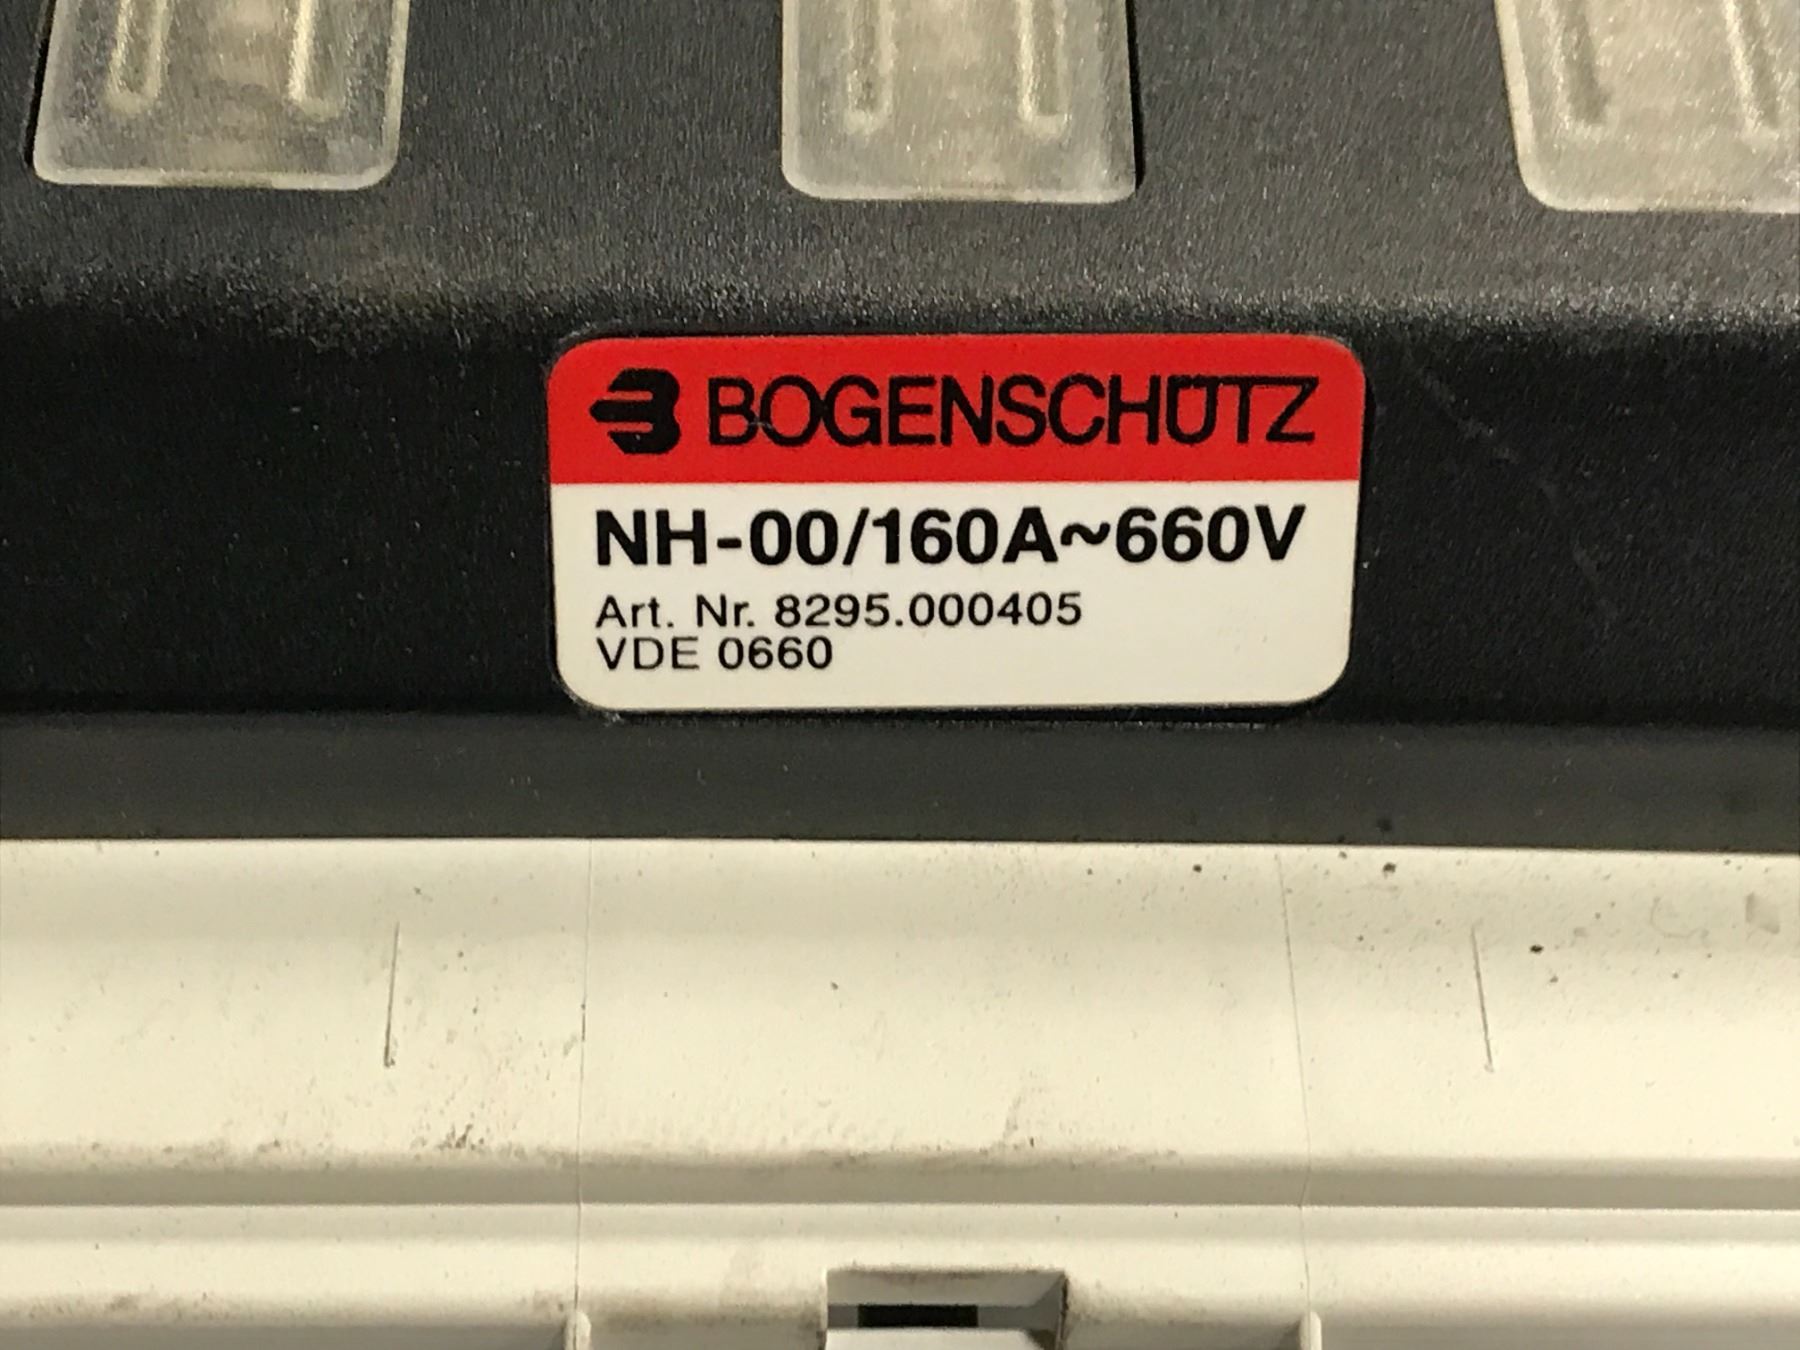 BOGENSCHÜTZ
NH-00/160A~660V
Art. Nr. 8295.000405
VDE 0660